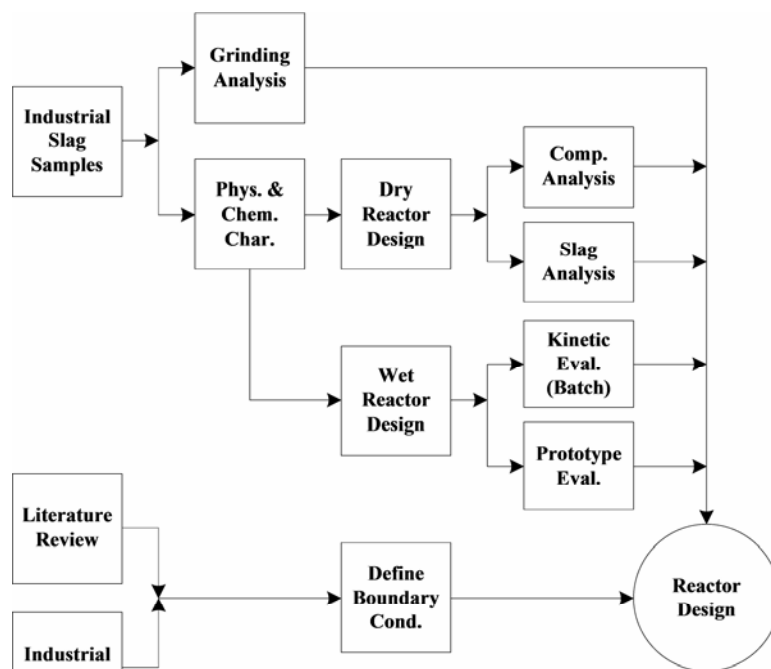 Grinding
Analysis
Industrial
Slag
Samples
Phys. &
Chem.
Char.
Dry
Reactor
Design
Comp.
Analysis
Slag
Analysis
Wet
Reactor
Design
Kinetic
Eval.
(Batch)
Prototype
Eval.
Literature
Review
Define
Boundary
Cond.
Reactor
Design
Industrial